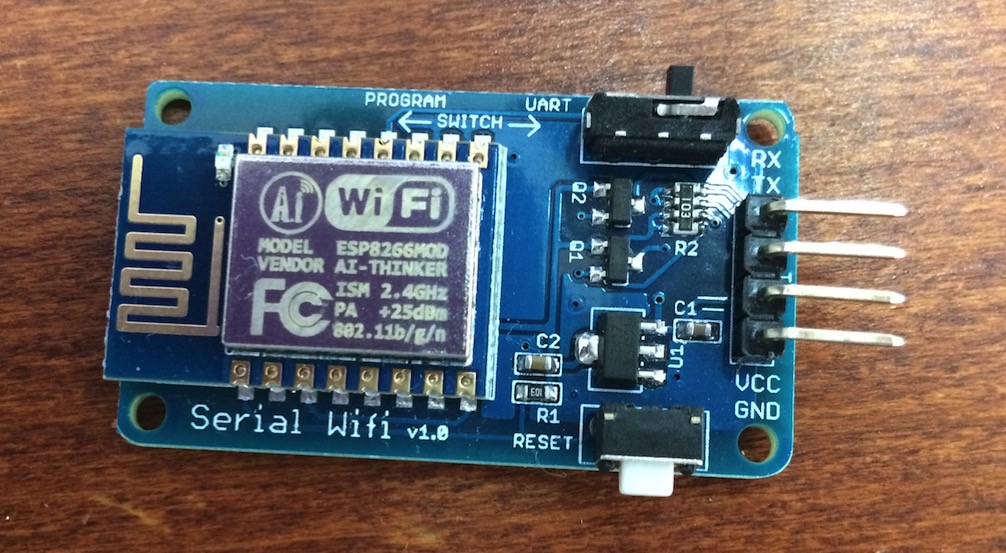 PROGRAM
UART
SWITCH
RX
TX
Ai
WiFi
MODEL ESP8266MOD
VENDOR AI-THINKER
FC
ISM 2.4GHz
PA +25dBm
802.11b/g/n
Q2
Q1
103
R2
C1
U1
C2
103
R1
VCC
GND
RESET
Serial Wifi v1.0